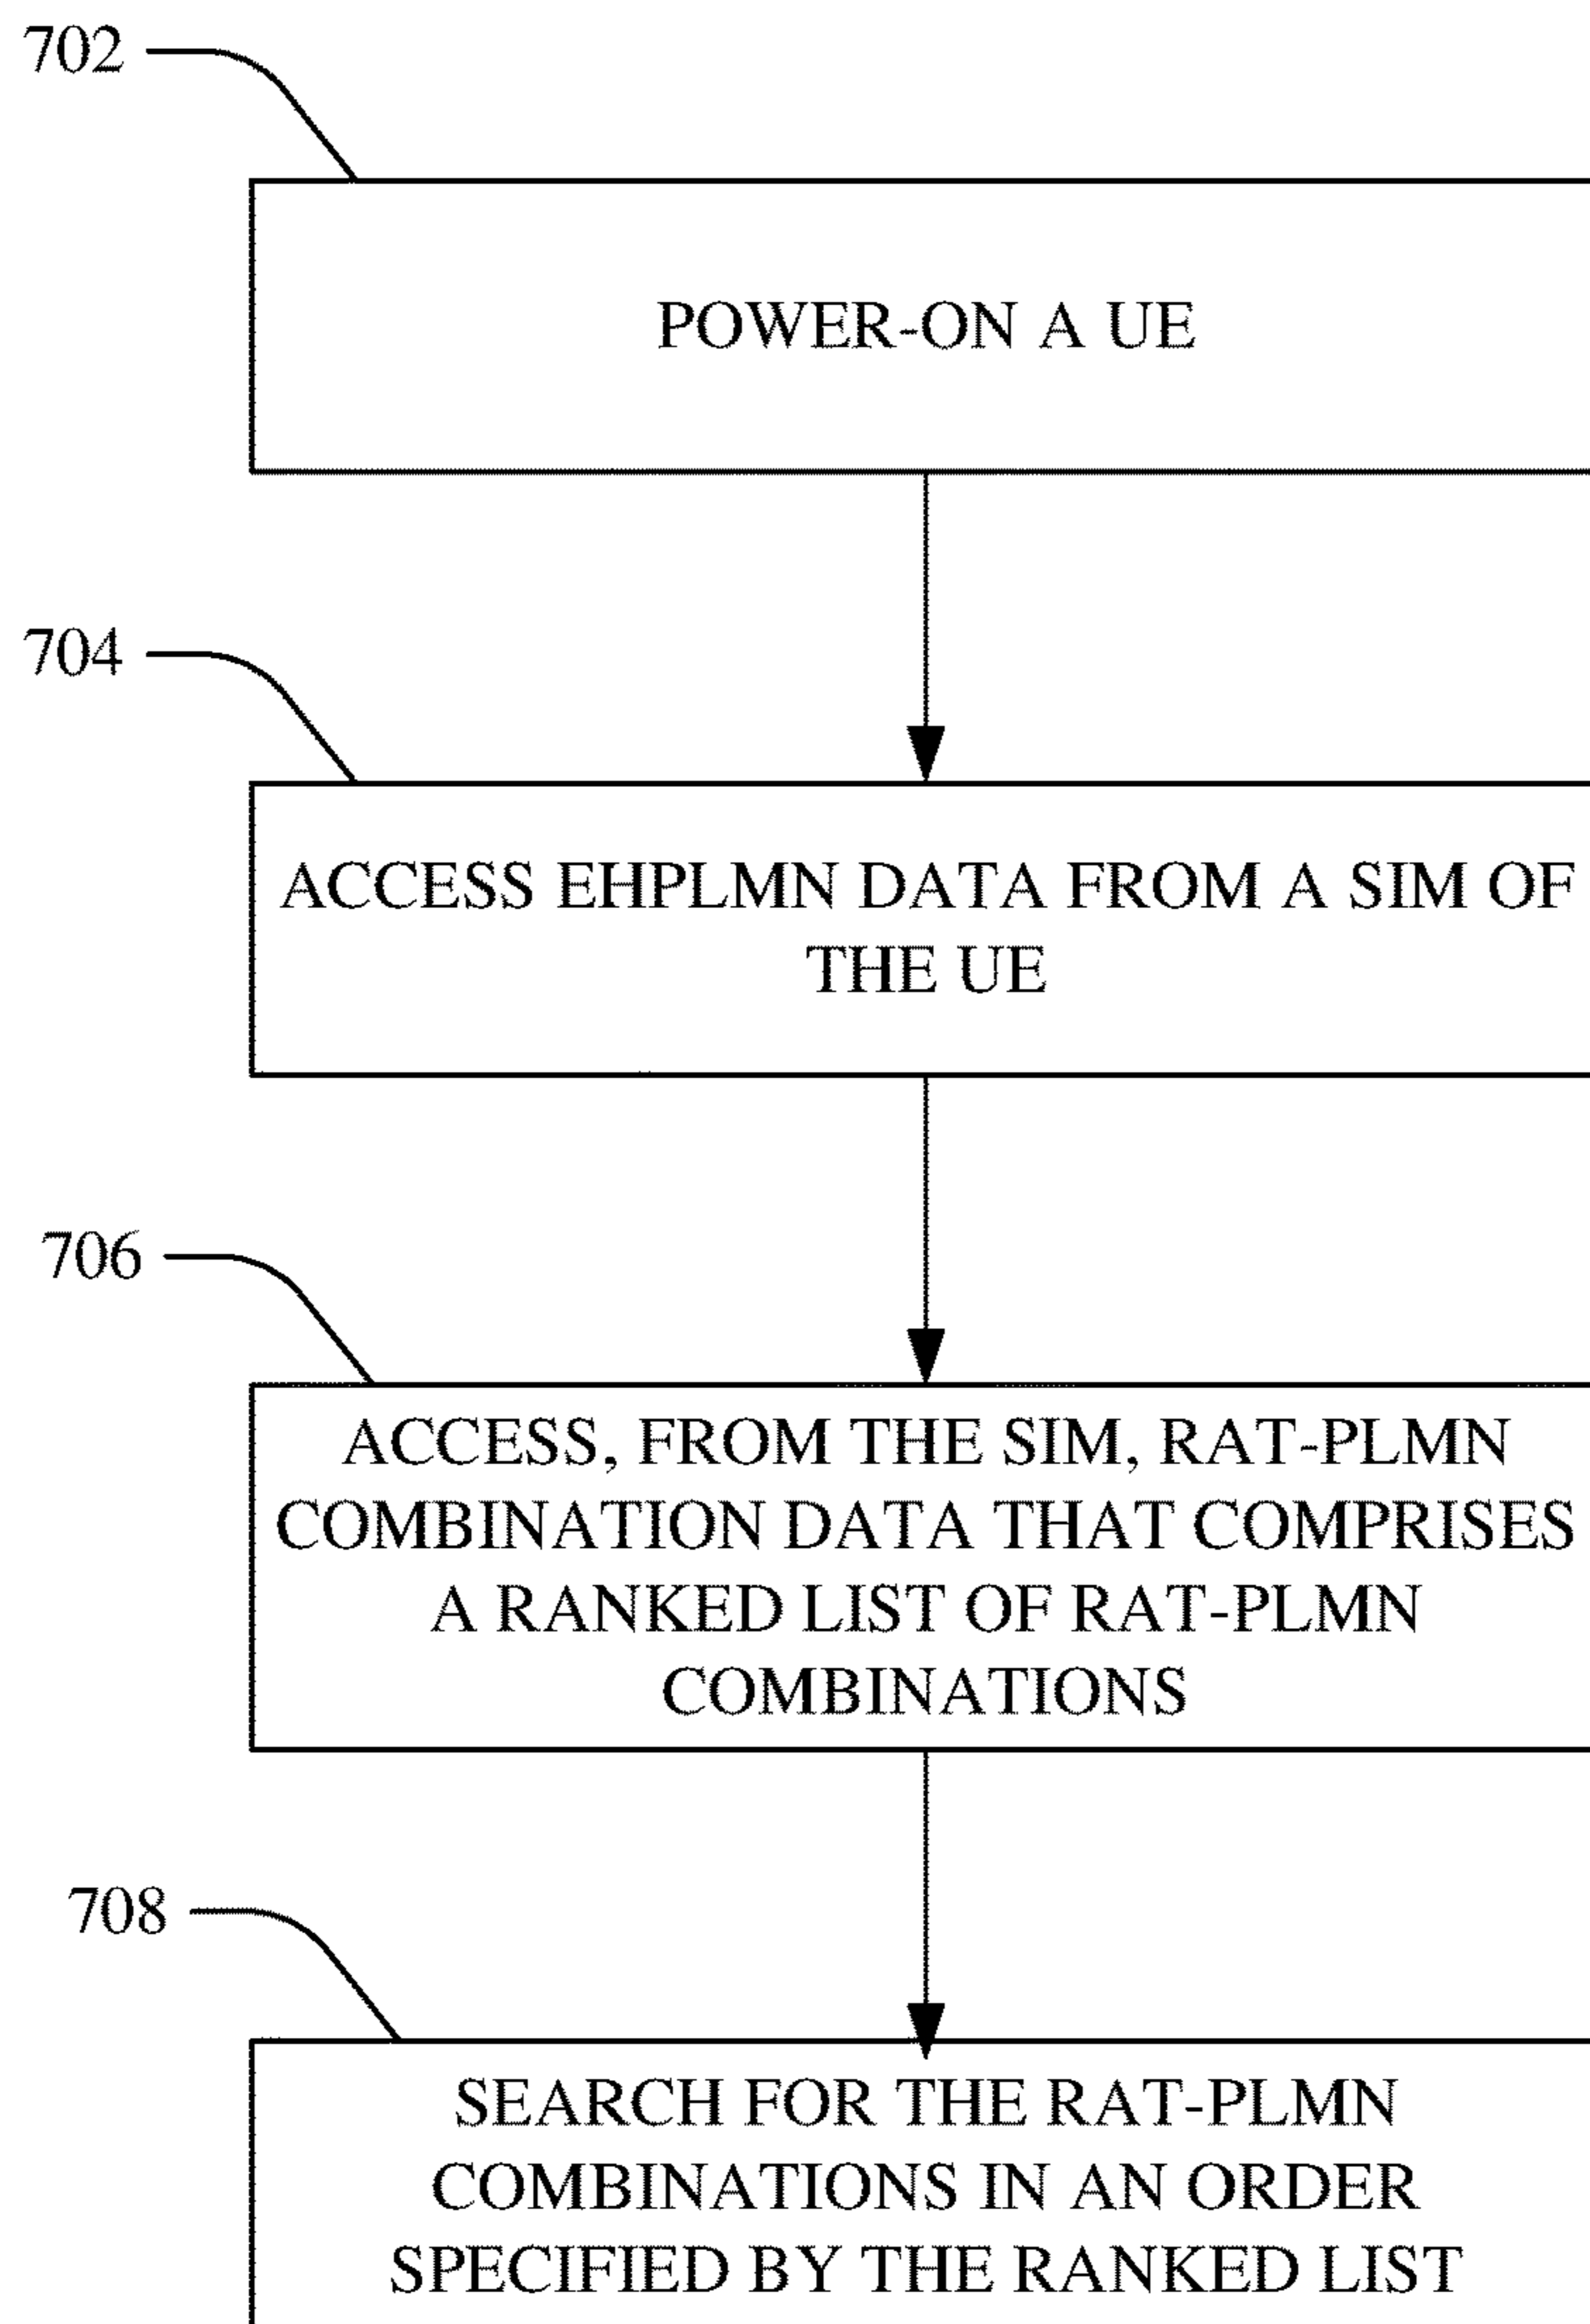 702
POWER-ON A UE
704
ACCESS EHPLMN DATA FROM A SIM OF
THE UE
706
ACCESS, FROM THE SIM, RAT-PLMN
COMBINATION DATA THAT COMPRISES
A RANKED LIST OF RAT-PLMN
COMBINATIONS
708
SEARCH FOR THE RAT-PLMN
COMBINATIONS IN AN ORDER
SPECIFIED BY THE RANKED LIST